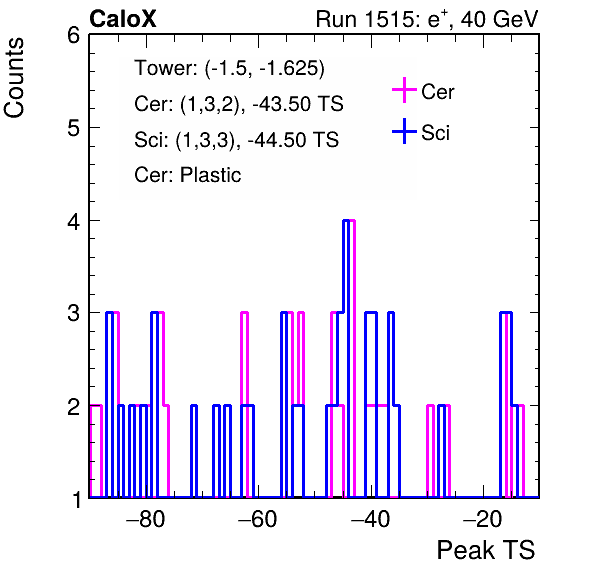 CaloX
Run 1515: e+, 40 GeV
Counts
6
5
4
3
2
1
Tower: (-1.5, -1.625)
Cer: (1,3,2), -43.50 TS
Sci: (1,3,3), -44.50 TS
Cer: Plastic
Cer
Sci
−80
−60
−40
−20
Peak TS